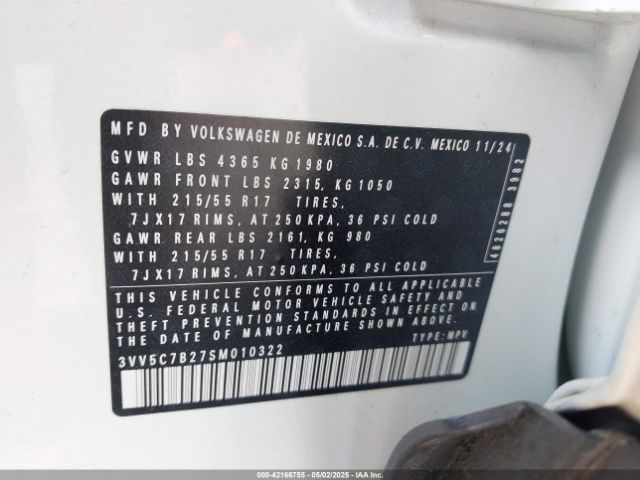 MFD BY VOLKSWAGEN DE MEXICO S.A. DE C.V. MEXICO 11/24
GVWR LBS 4365 KG 1980
GAWR FRONT LBS 2315, KG 1050
WITH 215/55 R17 TIRES,
7JX17 RIMS, AT 250 KPA, 36 PSI COLD
GAWR REAR LBS 2161, KG 980
WITH 215/55 R17 TIRES,
7JX17 RIMS, AT 250 KPA, 36 PSI COLD
THIS VEHICLE CONFORMS TO ALL APPLICABLE
U.S. FEDERAL MOTOR VEHICLE SAFETY AND
THEFT PREVENTION STANDARDS IN EFFECT ON
THE DATE OF MANUFACTURE SHOWN ABOVE.
3VV5C7B27SM010322 TYPE: MPV
4826288 3982
000-42166755 05/02/2025 IAA Inc.